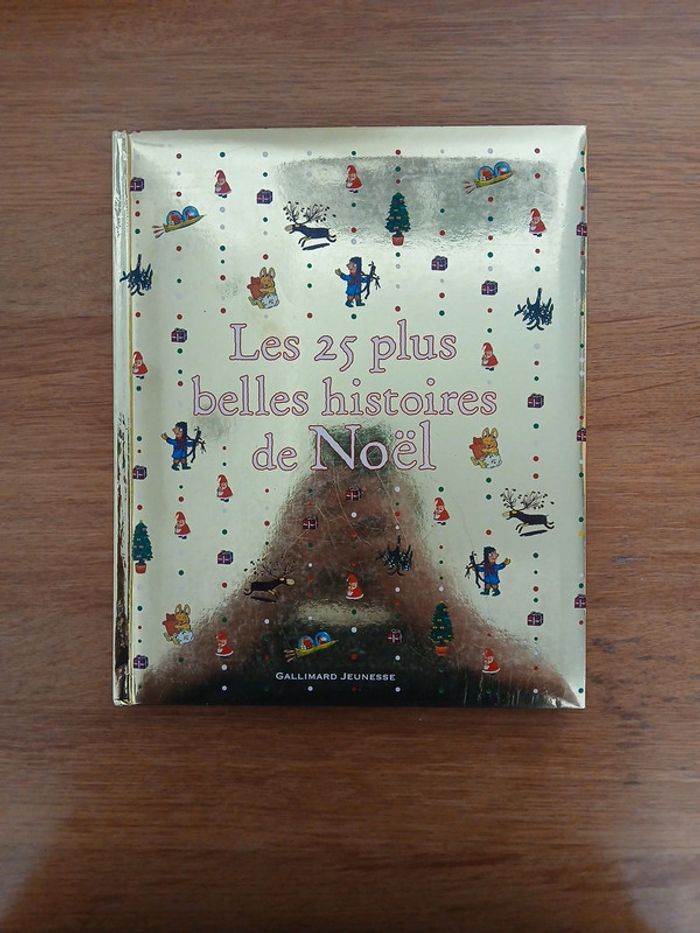 Les 25 plus
belles histoires
de Noël
GALLIMARD JEUNESSE